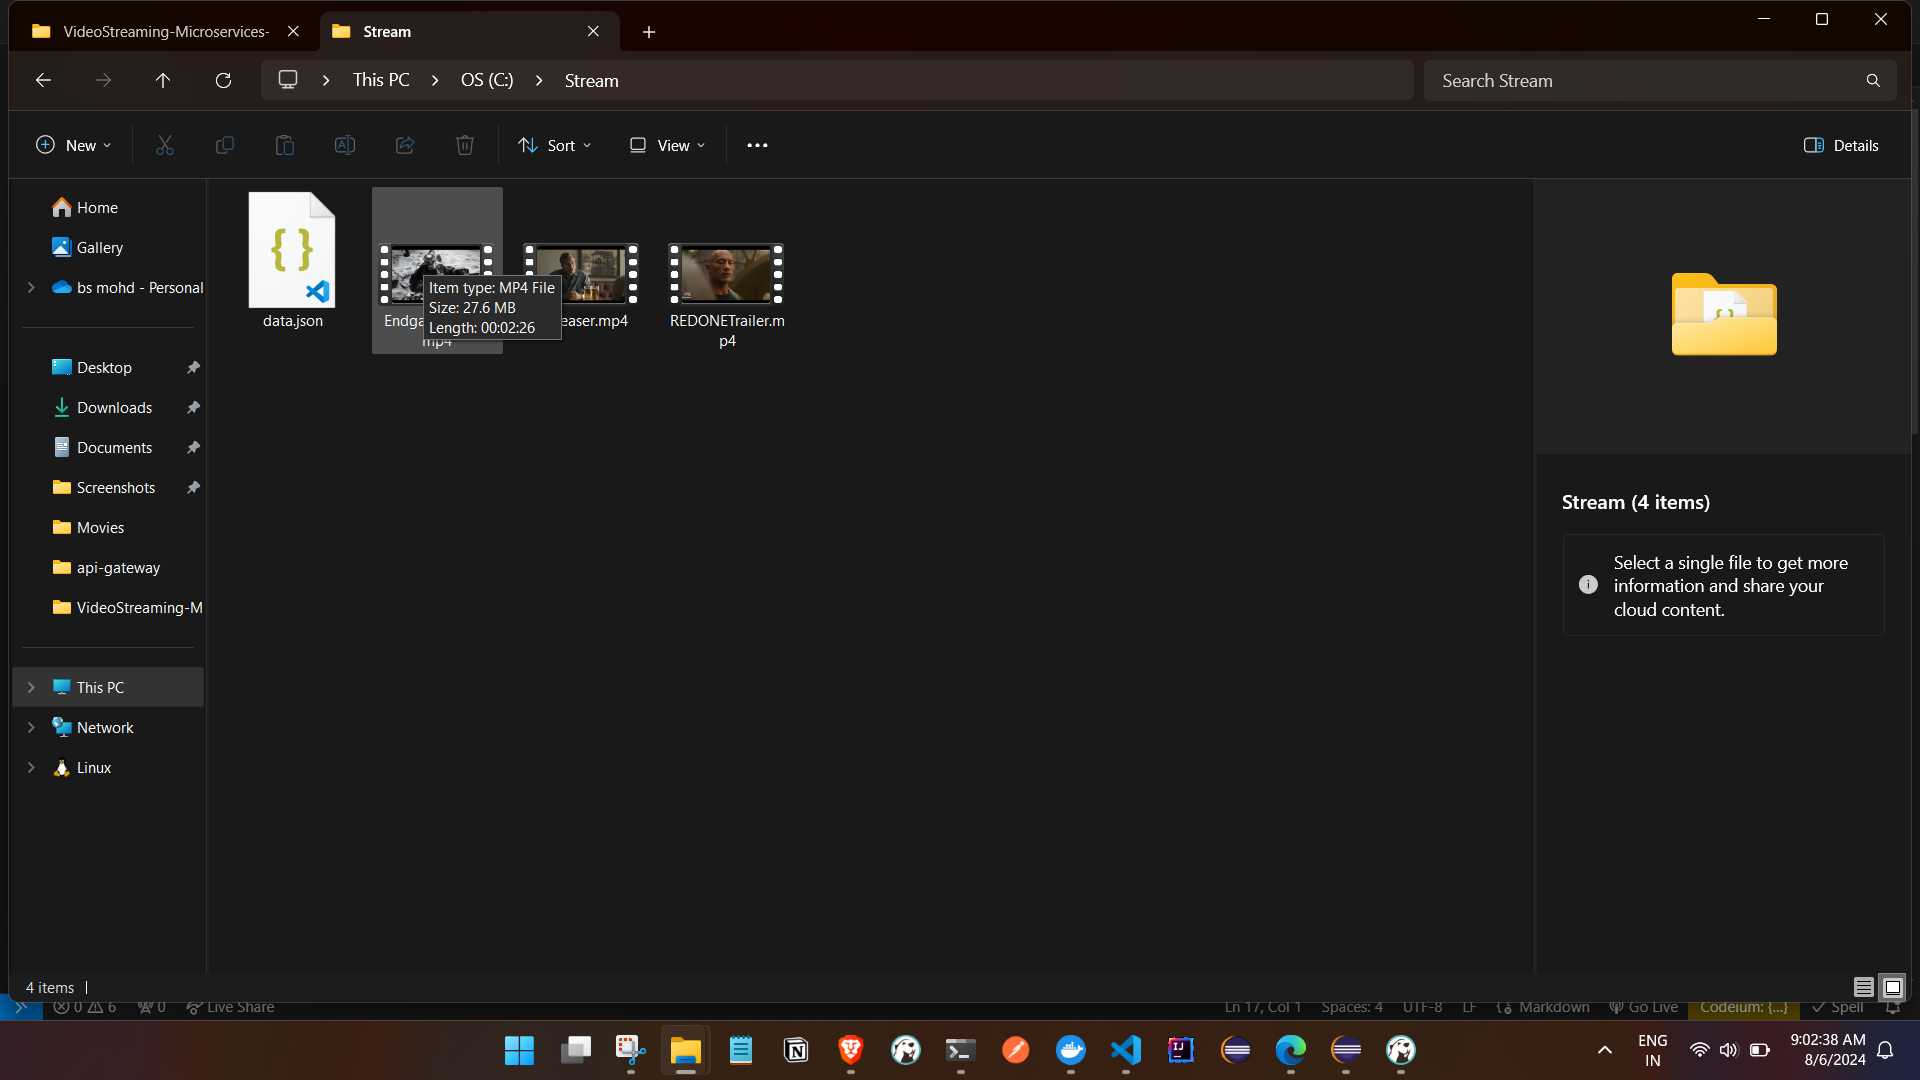 VideoStreaming-Microservices-
Stream
This PC
OS (C:)
Stream
Search Stream
New
Sort
View
Details
Home
Gallery
bs mohd - Personal
Desktop
Downloads
Documents
Screenshots
Movies
api-gateway
VideoStreaming-M
This PC
Network
Linux
data.json
Endga
mp4
Item type: MP4 File
Size: 27.6 MB
Length: 00:02:26
easer.mp4
REDONETrailer.m
p4
Stream (4 items)
Select a single file to get more
information and share your
cloud content.
4 items
0 6 0 Live Share
Ln 17, Col 1 Spaces: 4 UTF-8 LF Markdown Go Live Codeium: {...} Spell
ENG
IN
9:02:38 AM
8/6/2024